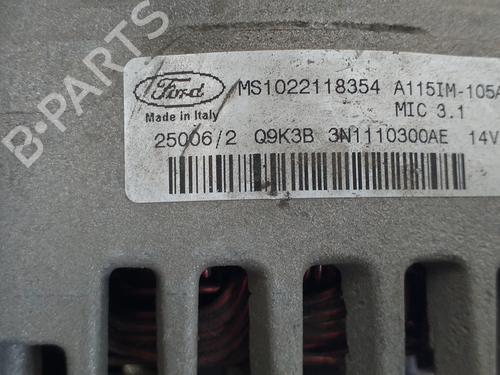 B-PARTS
Ford MS1022118354 A115IM-105A
Made in Italy MIC 3.1
25006/2 Q9K3B 3N1110300AE 14V